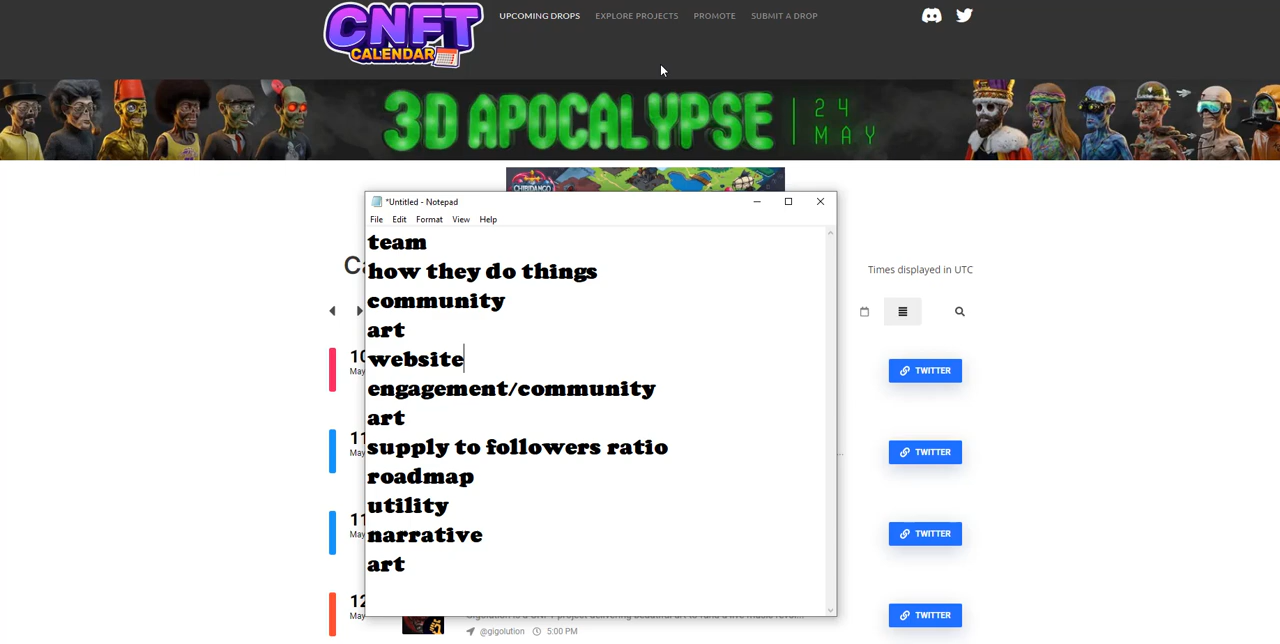 CNFT
CALENDAR
UPCOMING DROPS
EXPLORE PROJECTS
PROMOTE
SUBMIT A DROP
3D APOCALYPSE
24
MAY
CHIBIDANGO
*Untitled - Notepad
File Edit Format View Help
team
how they do things
community
art
website
engagement/community
art
supply to followers ratio
roadmap
utility
narrative
art
Times displayed in UTC
May
TWITTER
May
TWITTER
May
TWITTER
May
TWITTER
@gigolution 5:00 PM